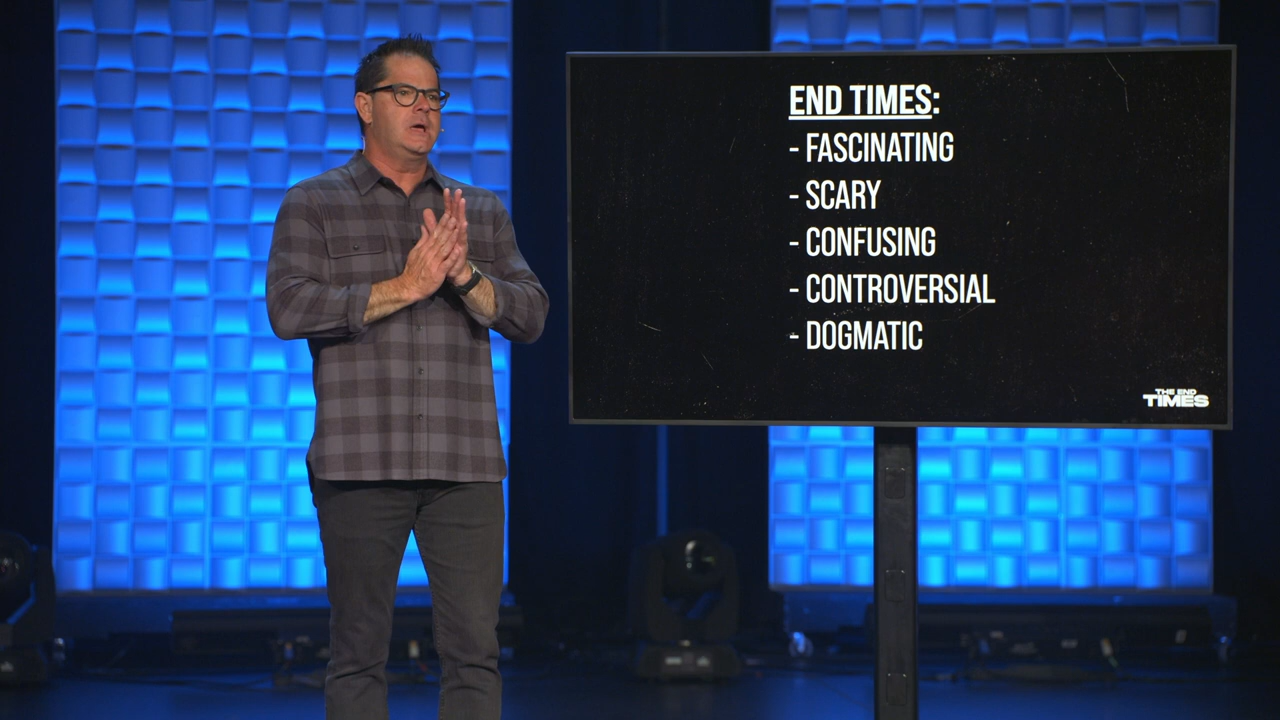 END TIMES:
- FASCINATING
- SCARY
- CONFUSING
- CONTROVERSIAL
- DOGMATIC
THE END
TIMES